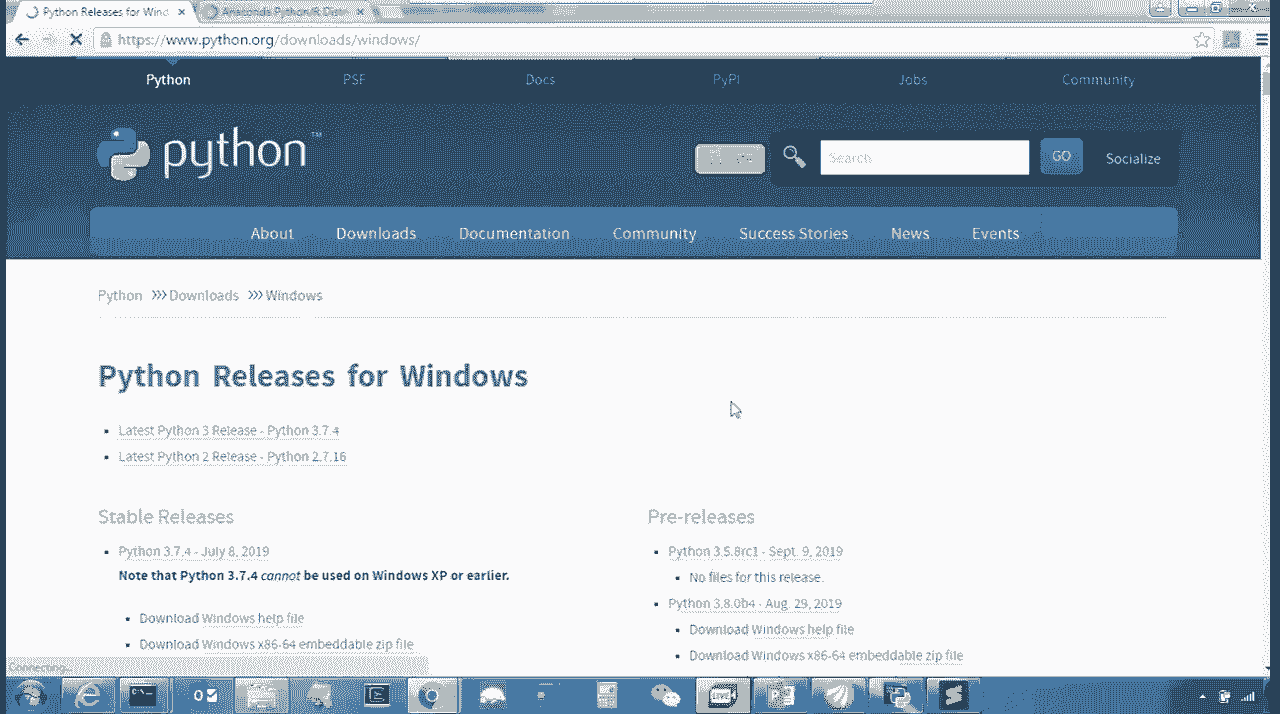 Python Releases for Wind
Anaconda Python/R Distri
https://www.python.org/downloads/windows/
Python
PSF
Docs
PyPI
Jobs
Community
python™
Search
GO
Socialize
About
Downloads
Documentation
Community
Success Stories
News
Events
Python >>> Downloads >>> Windows
Python Releases for Windows
Latest Python 3 Release - Python 3.7.4
Latest Python 2 Release - Python 2.7.16
Stable Releases
Python 3.7.4 - July 8, 2019
Note that Python 3.7.4 cannot be used on Windows XP or earlier.
Download Windows help file
Download Windows x86-64 embeddable zip file
Pre-releases
Python 3.5.8rc1 - Sept. 9, 2019
No files for this release.
Python 3.8.0b4 - Aug. 29, 2019
Download Windows help file
Download Windows x86-64 embeddable zip file
Connecting...
LIVE